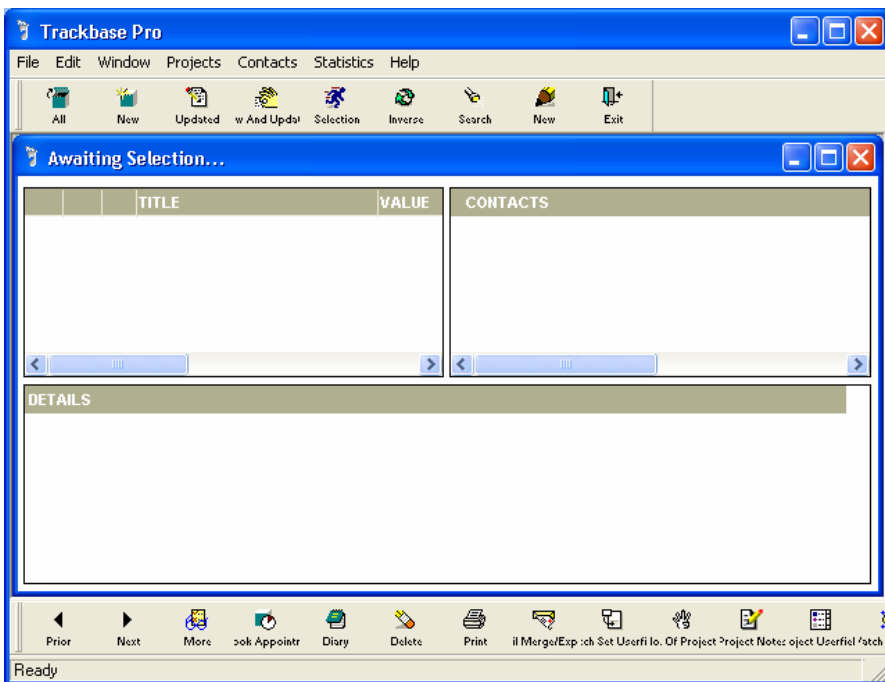 Trackbase Pro
File Edit Window Projects Contacts Statistics Help
All New Updated w And Updat Selection Inverse Search New Exit
Awaiting Selection...
TITLE VALUE CONTACTS
DETAILS
Prior Next More ook Appointr Diary Delete Print il Merge/Exp :ch Set Userfi lo. Of Project Project Notes oject Userfiel Watch
Ready